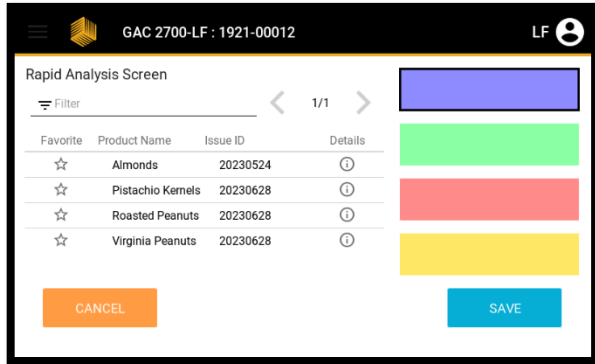 GAC 2700-LF : 1921-00012 LF
Rapid Analysis Screen
Filter 1/1
Favorite Product Name Issue ID Details
Almonds 20230524
Pistachio Kernels 20230628
Roasted Peanuts 20230628
Virginia Peanuts 20230628
CANCEL SAVE